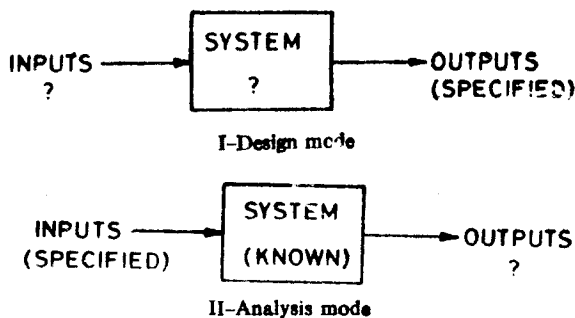 INPUTS
?
SYSTEM
?
OUTPUTS
(SPECIFIED)
I-Design mode
INPUTS
(SPECIFIED)
SYSTEM
(KNOWN)
OUTPUTS
?
II-Analysis mode